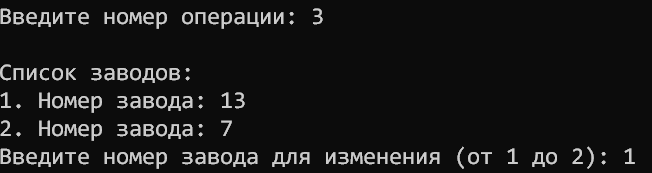 Введите номер операции: 3
Список заводов:
1. Номер завода: 13
2. Номер завода: 7
Введите номер завода для изменения (от 1 до 2): 1